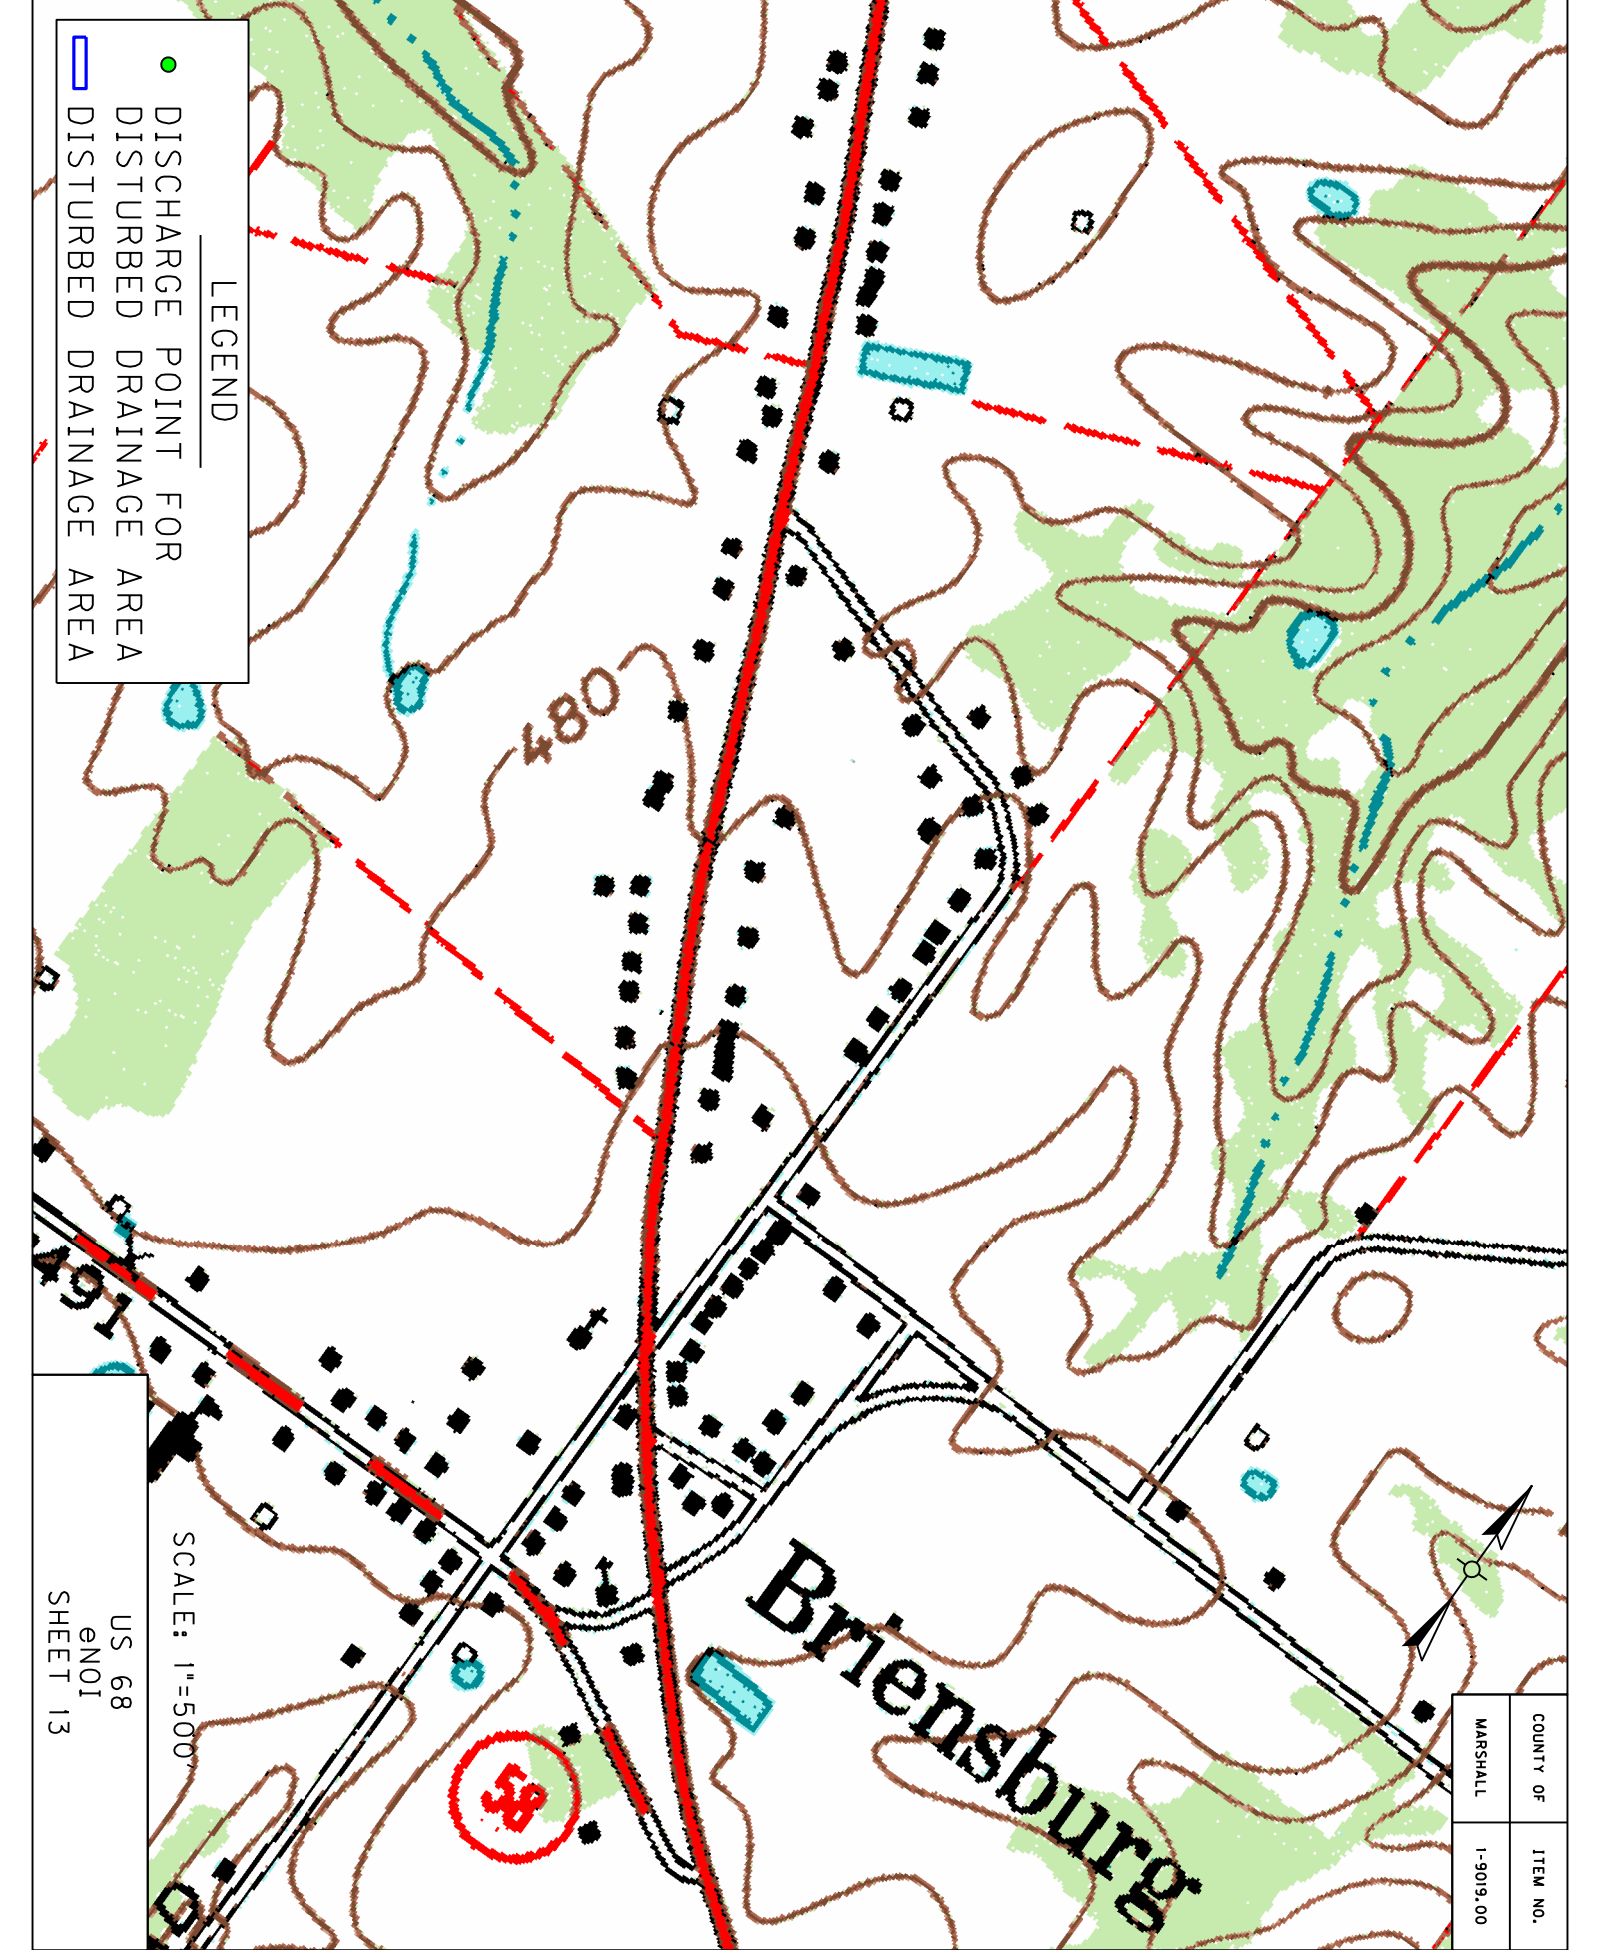 LEGEND
DISCHARGE POINT FOR
DISTURBED DRAINAGE AREA
DISTURBED DRAINAGE AREA
480
491
Briensburg
58
SCALE: 1"=500'
US 68
eNOI
SHEET 13
COUNTY OF
ITEM NO.
MARSHALL
1-9019.00